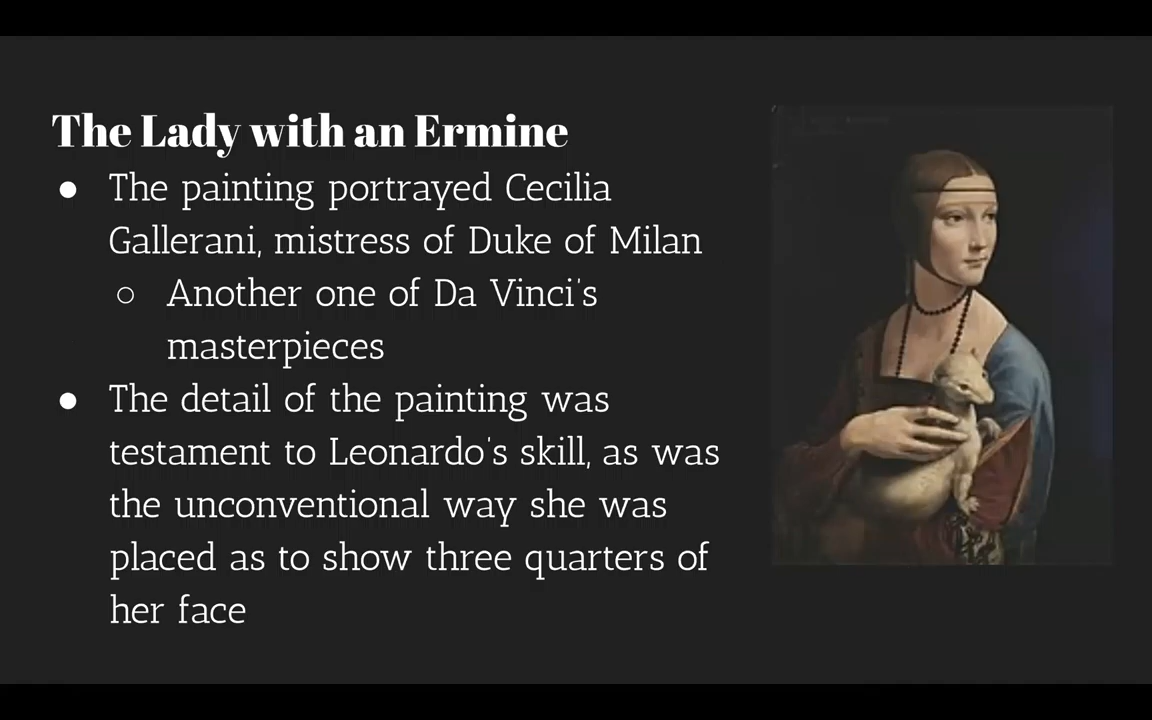 The Lady with an Ermine
● The painting portrayed Cecilia
Gallerani, mistress of Duke of Milan
○ Another one of Da Vinci's
masterpieces
● The detail of the painting was
testament to Leonardo's skill, as was
the unconventional way she was
placed as to show three quarters of
her face